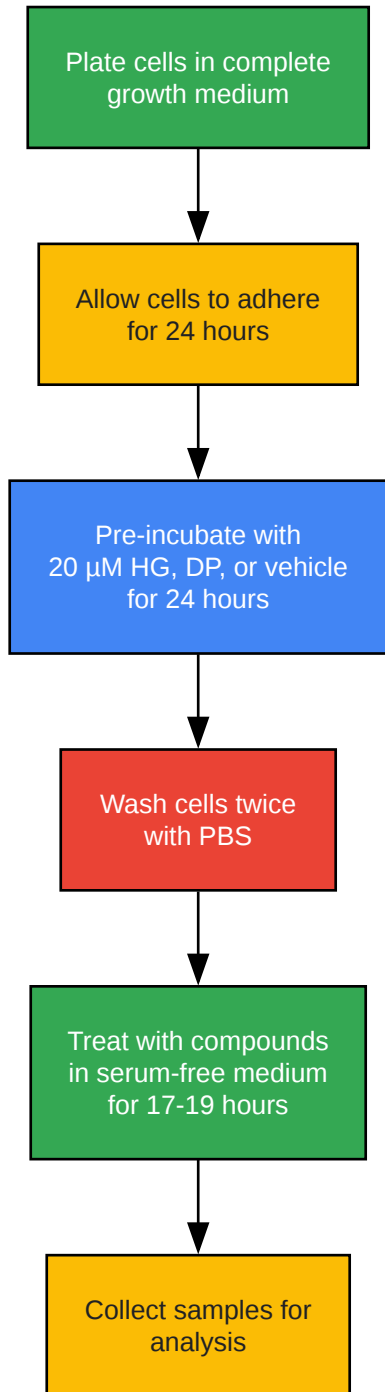 Plate cells in complete
growth medium
Allow cells to adhere
for 24 hours
Pre-incubate with
20 µM HG, DP, or vehicle
for 24 hours
Wash cells twice
with PBS
Treat with compounds
in serum-free medium
for 17-19 hours
Collect samples for
analysis